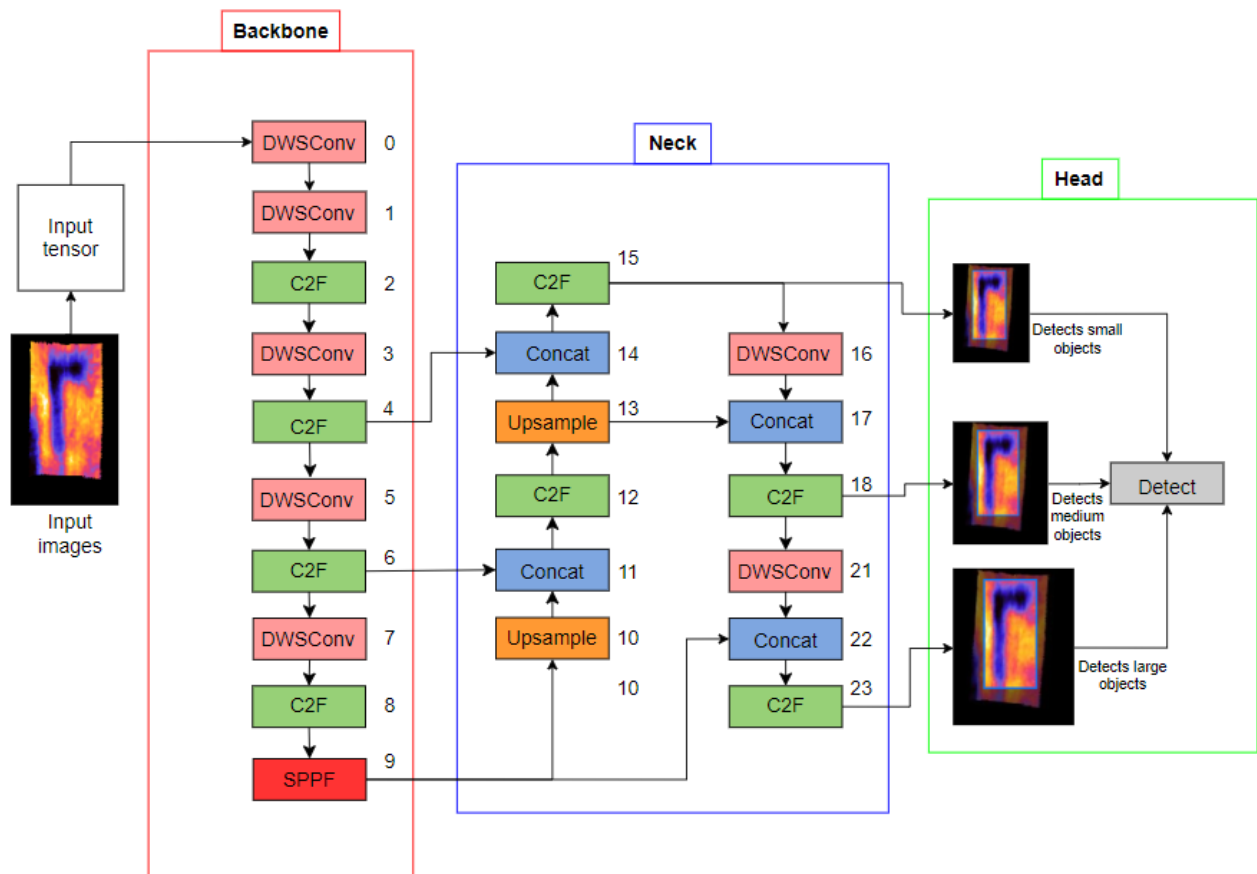 Backbone
DWSConv 0
DWSConv 1
C2F 2
DWSConv 3
C2F 4
DWSConv 5
C2F 6
DWSConv 7
C2F 8
SPPF 9
Input
tensor
Input
images
Neck
C2F 15
Concat 14
Upsample 13
C2F 12
Concat 11
Upsample 10
10
DWSConv 16
Concat 17
C2F 18
DWSConv 21
Concat 22
C2F 23
Head
Detects small
objects
Detects
medium
objects
Detects large
objects
Detect